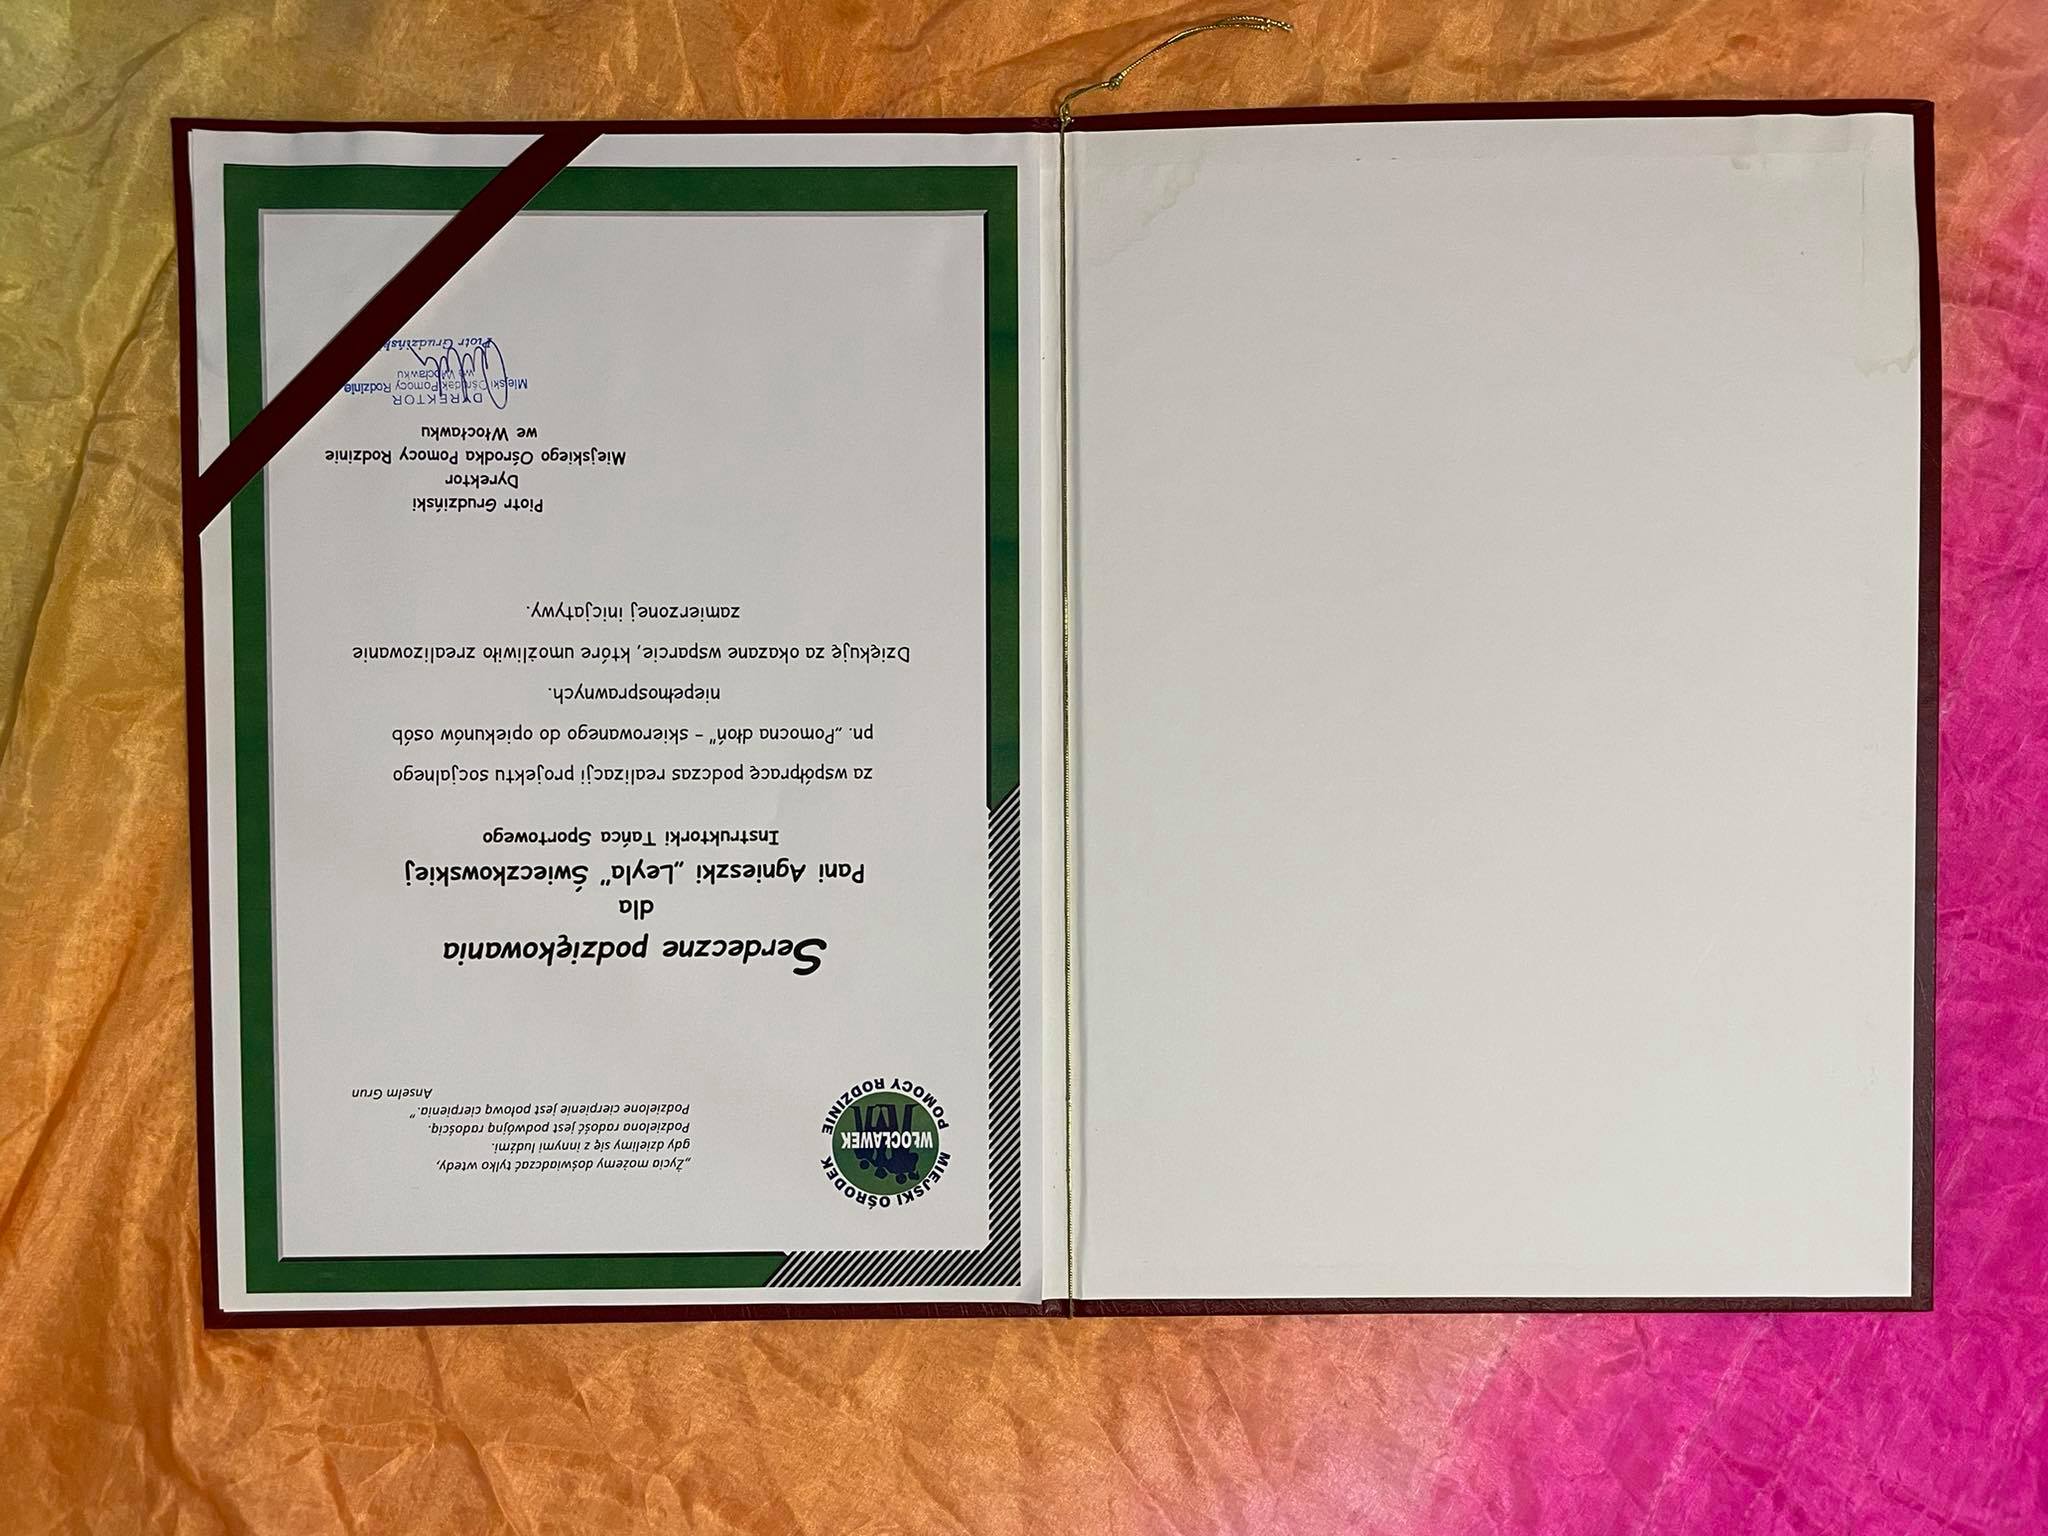 MIEJSKI OŚRODEK
WŁOCŁAWEK
POMOCY RODZINIE
„Życia możemy doświadczać tylko wtedy,
gdy dzielimy się z innymi ludźmi.
Podzielona radość jest podwójną radością.
Podzielone cierpienie jest połową cierpienia.”
Anselm Grun
Serdeczne podziękowania
dla
Pani Agnieszki „Leyla” Świeczkowskiej
Instruktorki Tańca Sportowego
za współpracę podczas realizacji projektu socjalnego
pn. „Pomocna dłoń” – skierowanego do opiekunów osób
niepełnosprawnych.
Dziękuję za okazane wsparcie, które umożliwiło zrealizowanie
zamierzonej inicjatywy.
Piotr Grudziński
Dyrektor
Miejskiego Ośrodka Pomocy Rodzinie
we Włocławku
DYREKTOR
Miejski Ośrodek Pomocy Rodzinie
we Włocławku
Piotr Grudziński